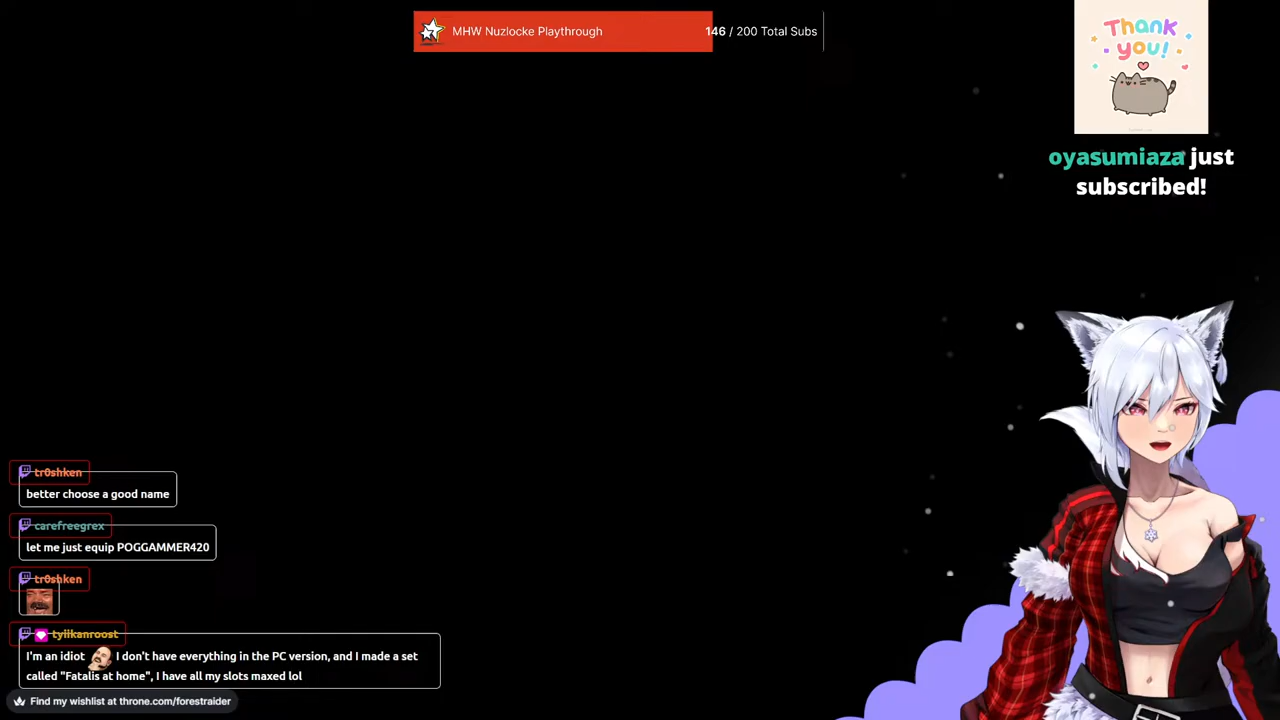 MHW Nuzlocke Playthrough 146 / 200 Total Subs
Thank
you!
oyasumiaza just
subscribed!
tr0shken
better choose a good name
carefreegrex
let me just equip POGGAMMER420
tr0shken
tyilkanroost
I'm an idiot I don't have everything in the PC version, and I made a set
called "Fatalis at home", I have all my slots maxed lol
Find my wishlist at throne.com/forestraider